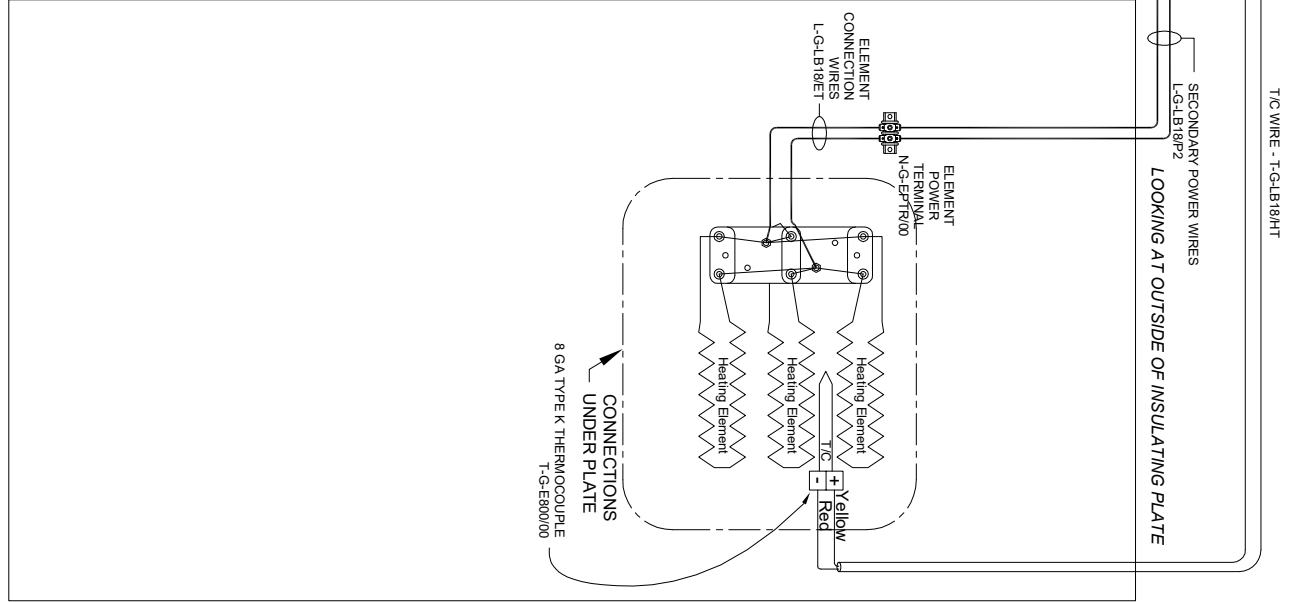 T/C WIRE - T-G-LB18/HT
SECONDARY POWER WIRES
L-G-LB18/P2
LOOKING AT OUTSIDE OF INSULATING PLATE
ELEMENT
POWER
TERMINAL
N-G-EPTR/00
ELEMENT
CONNECTION
WIRES
L-G-LB18/ET
Heating Element
Heating Element
Heating Element
T/C
+
-
Yellow
Red
CONNECTIONS
UNDER PLATE
8 GA TYPE K THERMOCOUPLE
T-G-E800/00